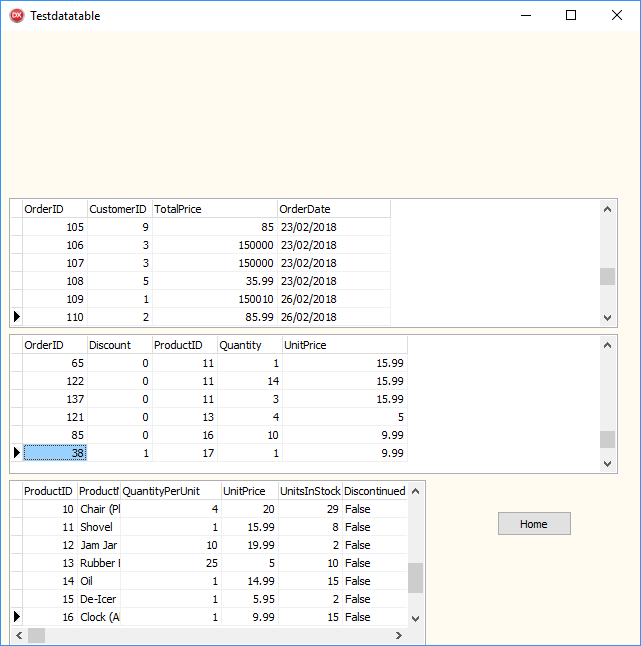 Testdatatable
OrderID CustomerID TotalPrice OrderDate
105 9 85 23/02/2018
106 3 150000 23/02/2018
107 3 150000 23/02/2018
108 5 35.99 23/02/2018
109 1 150010 26/02/2018
110 2 85.99 26/02/2018
OrderID Discount ProductID Quantity UnitPrice
65 0 11 1 15.99
122 0 11 14 15.99
137 0 11 3 15.99
121 0 13 4 5
85 0 16 10 9.99
38 1 17 1 9.99
ProductID Product QuantityPerUnit UnitPrice UnitsInStock Discontinued
10 Chair (Pl 4 20 29 False
11 Shovel 1 15.99 8 False
12 Jam Jar 10 19.99 2 False
13 Rubber 25 5 10 False
14 Oil 1 14.99 15 False
15 De-Icer 1 5.95 2 False
16 Clock (A 1 9.99 15 False
Home